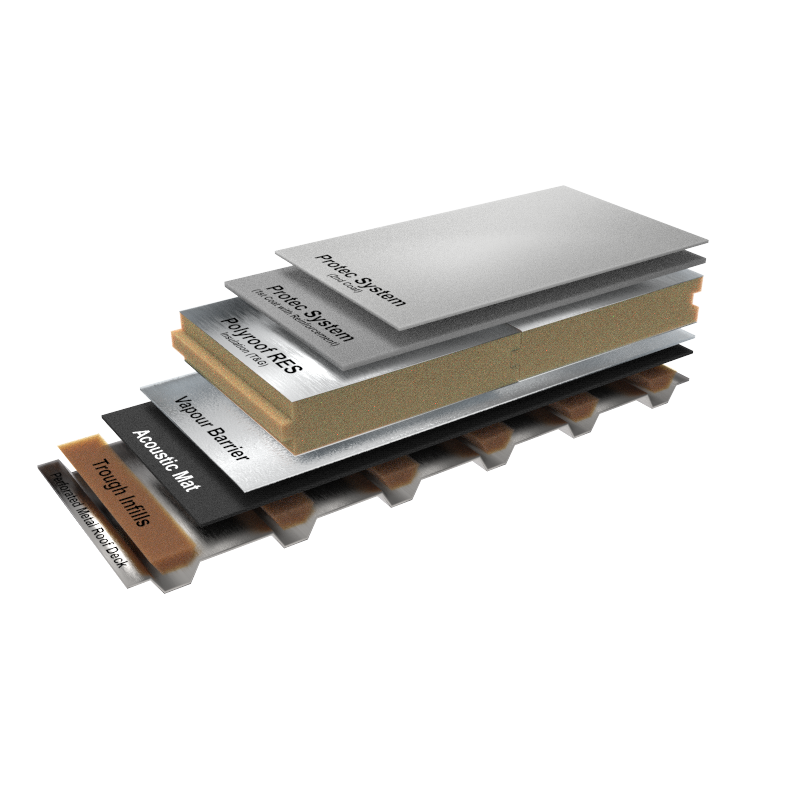 Protec System
(2nd Coat)
Protec System
(1st Coat with Reinforcement)
Polyroof RES
Insulation (T&G)
Vapour Barrier
Acoustic Mat
Trough Infills
Perforated Metal Roof Deck